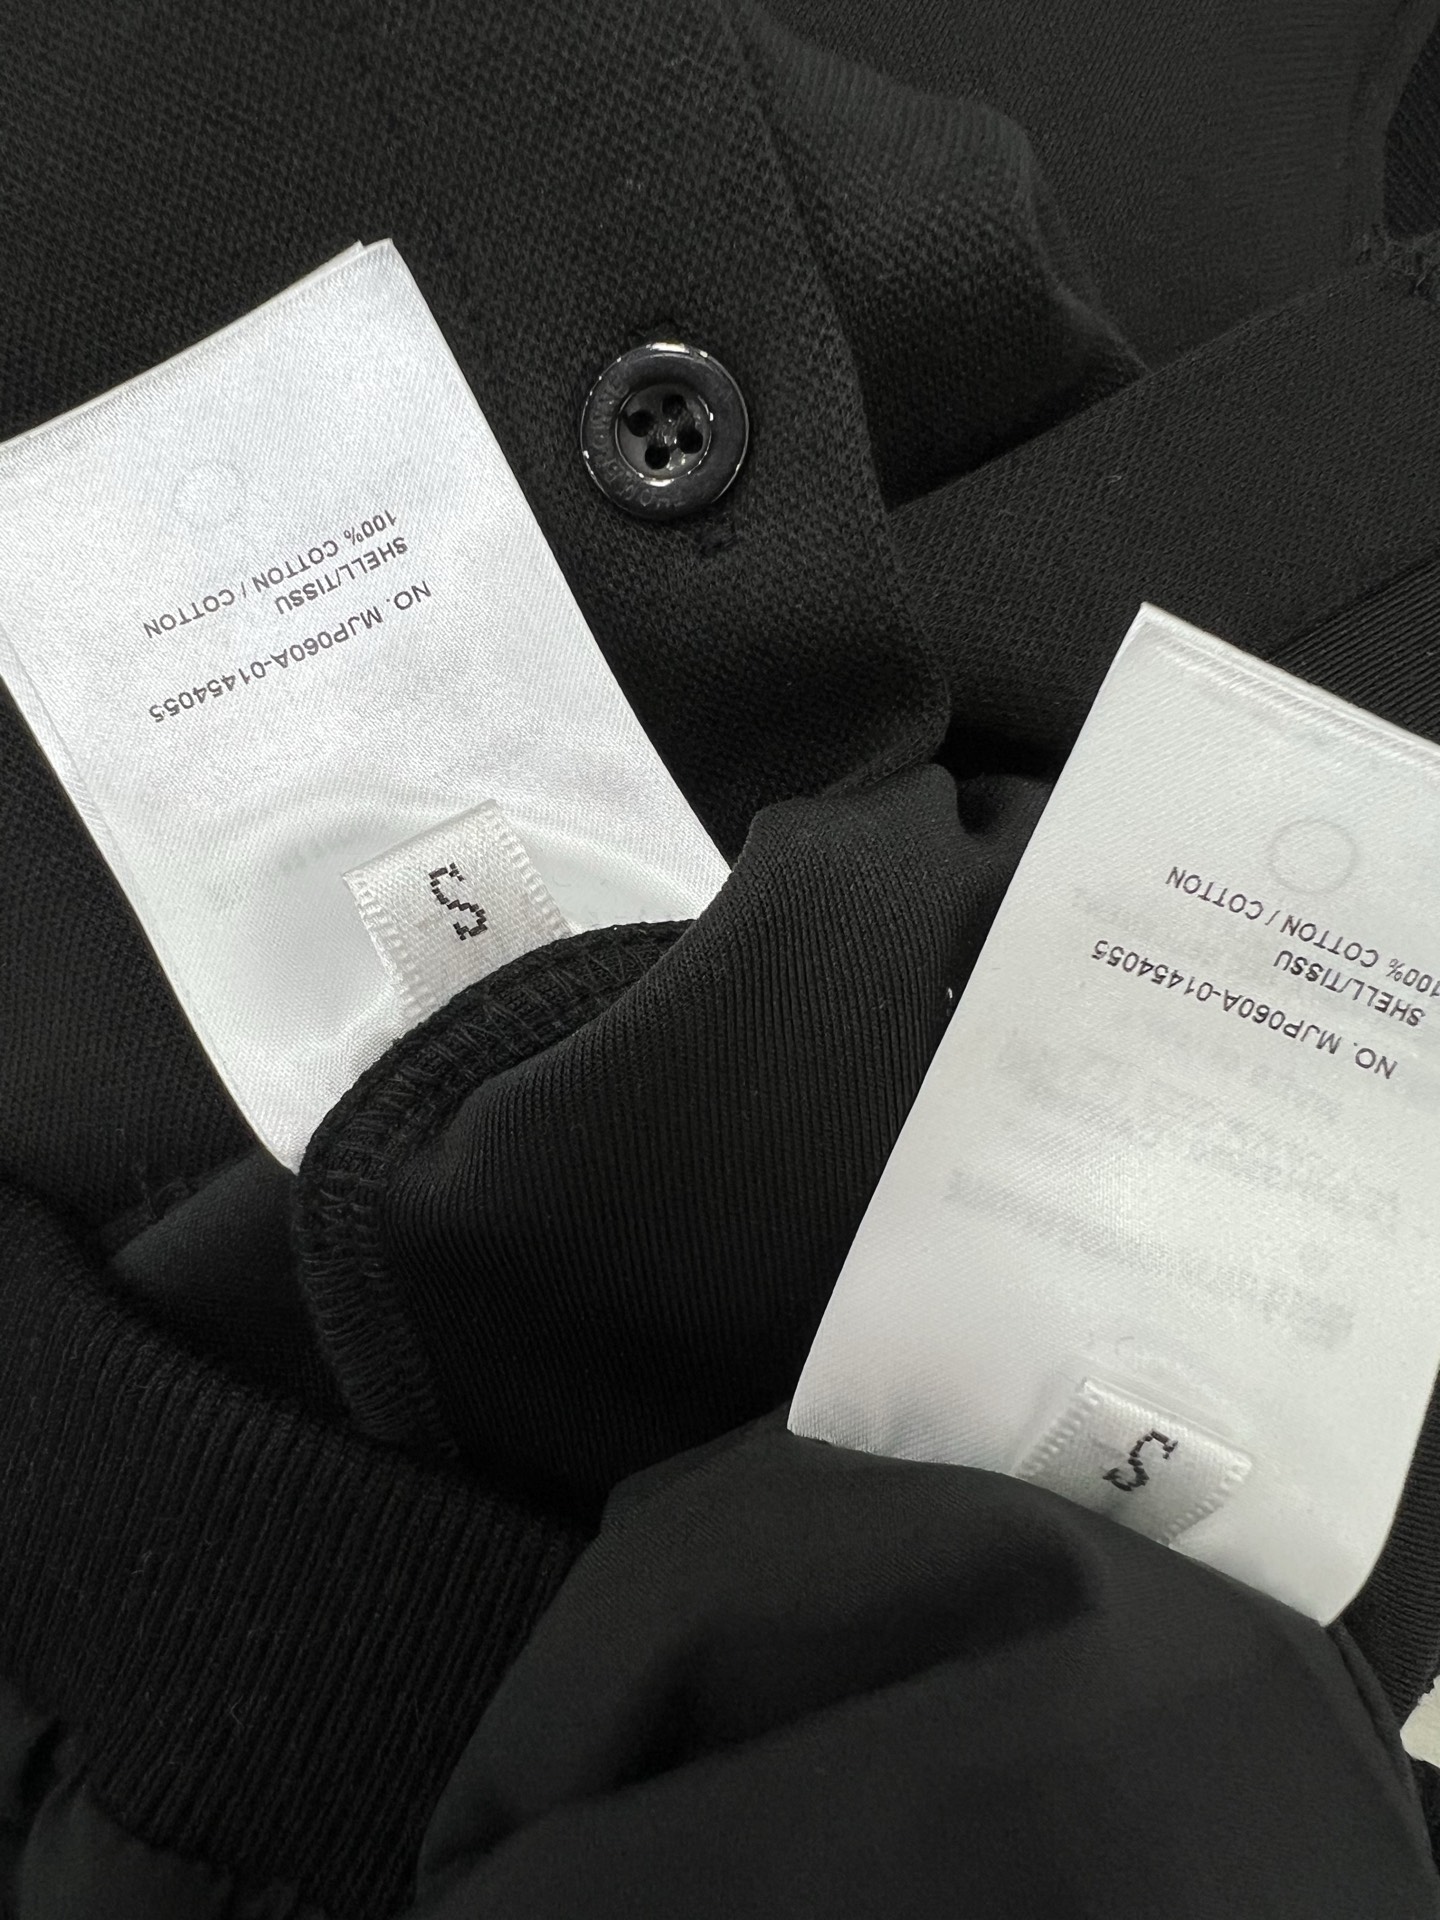 NO. MJP060A-01454055
SHELL/TISSU
100% COTTON / COTTON
S
NO. MJP060A-01454055
SHELL/TISSU
100% COTTON / COTTON
S